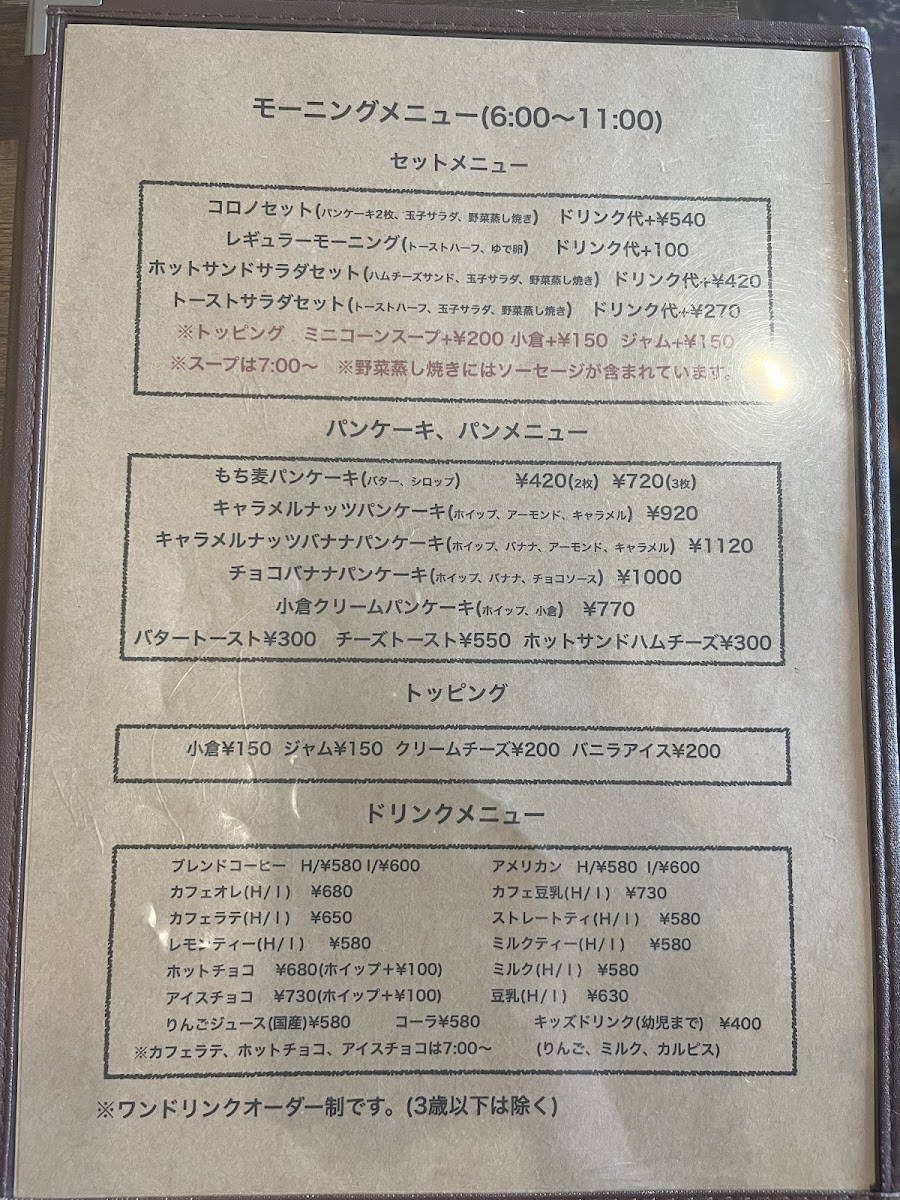 モーニングメニュー(6:00〜11:00)
セットメニュー
コロノセット(パンケーキ2枚、玉子サラダ、野菜蒸し焼き) ドリンク代+¥540
レギュラーモーニング(トーストハーフ、ゆで卵) ドリンク代+100
ホットサンドサラダセット(ハムチーズサンド、玉子サラダ、野菜蒸し焼き) ドリンク代+¥420
トーストサラダセット(トーストハーフ、玉子サラダ、野菜蒸し焼き) ドリンク代+¥270
※トッピング ミニコーンスープ+¥200 小倉+¥150 ジャム+¥150
※スープは7:00〜 ※野菜蒸し焼きにはソーセージが含まれています。
パンケーキ、パンメニュー
もち麦パンケーキ(バター、シロップ) ¥420(2枚) ¥720(3枚)
キャラメルナッツパンケーキ(ホイップ、アーモンド、キャラメル) ¥920
キャラメルナッツバナナパンケーキ(ホイップ、バナナ、アーモンド、キャラメル) ¥1120
チョコバナナパンケーキ(ホイップ、バナナ、チョコソース) ¥1000
小倉クリームパンケーキ(ホイップ、小倉) ¥770
バタートースト¥300 チーズトースト¥550 ホットサンドハムチーズ¥300
トッピング
小倉¥150 ジャム¥150 クリームチーズ¥200 バニラアイス¥200
ドリンクメニュー
ブレンドコーヒー H/¥580 I/¥600 アメリカン H/¥580 I/¥600
カフェオレ(H/I) ¥680 カフェ豆乳(H/I) ¥730
カフェラテ(H/I) ¥650 ストレートティ(H/I) ¥580
レモンティー(H/I) ¥580 ミルクティー(H/I) ¥580
ホットチョコ ¥680(ホイップ+¥100) ミルク(H/I) ¥580
アイスチョコ ¥730(ホイップ+¥100) 豆乳(H/I) ¥630
りんごジュース(国産)¥580 コーラ¥580 キッズドリンク(幼児まで) ¥400
※カフェラテ、ホットチョコ、アイスチョコは7:00〜 (りんご、ミルク、カルピス)
※ワンドリンクオーダー制です。(3歳以下は除く)